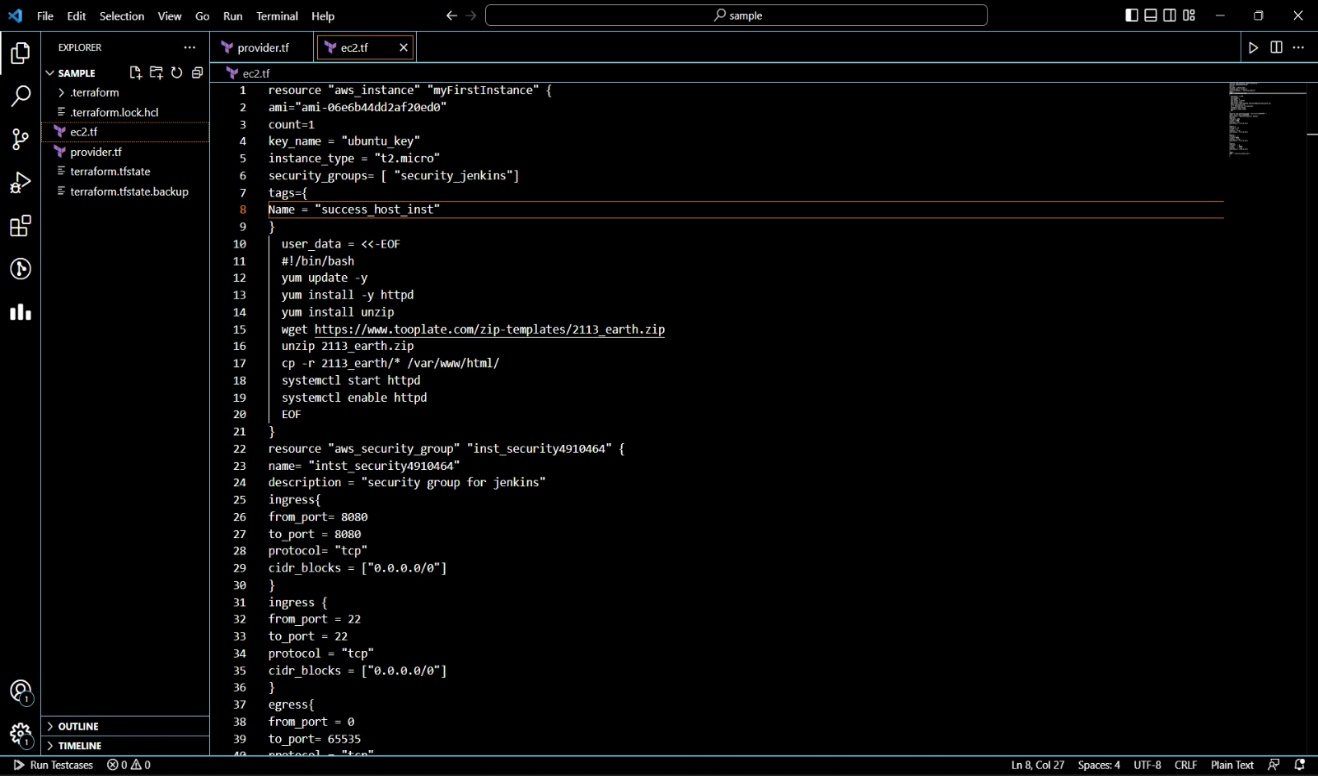 File Edit Selection View Go Run Terminal Help
sample
EXPLORER
SAMPLE
.terraform
.terraform.lock.hcl
ec2.tf
provider.tf
terraform.tfstate
terraform.tfstate.backup
OUTLINE
TIMELINE
provider.tf
ec2.tf
ec2.tf
1 resource "aws_instance" "myFirstInstance" {
2 ami="ami-06e6b44dd2af20ed0"
3 count=1
4 key_name = "ubuntu_key"
5 instance_type = "t2.micro"
6 security_groups= [ "security_jenkins"]
7 tags={
8 Name = "success_host_inst"
9 }
10 user_data = <<-EOF
11 #!/bin/bash
12 yum update -y
13 yum install -y httpd
14 yum install unzip
15 wget https://www.tooplate.com/zip-templates/2113_earth.zip
16 unzip 2113_earth.zip
17 cp -r 2113_earth/* /var/www/html/
18 systemctl start httpd
19 systemctl enable httpd
20 EOF
21 }
22 resource "aws_security_group" "inst_security4910464" {
23 name= "intst_security4910464"
24 description = "security group for jenkins"
25 ingress{
26 from_port= 8080
27 to_port = 8080
28 protocol= "tcp"
29 cidr_blocks = ["0.0.0.0/0"]
30 }
31 ingress {
32 from_port = 22
33 to_port = 22
34 protocol = "tcp"
35 cidr_blocks = ["0.0.0.0/0"]
36 }
37 egress{
38 from_port = 0
39 to_port= 65535
40 protocol = "tcp"
1
1
Run Testcases 0 0
Ln 8, Col 27 Spaces: 4 UTF-8 CRLF Plain Text